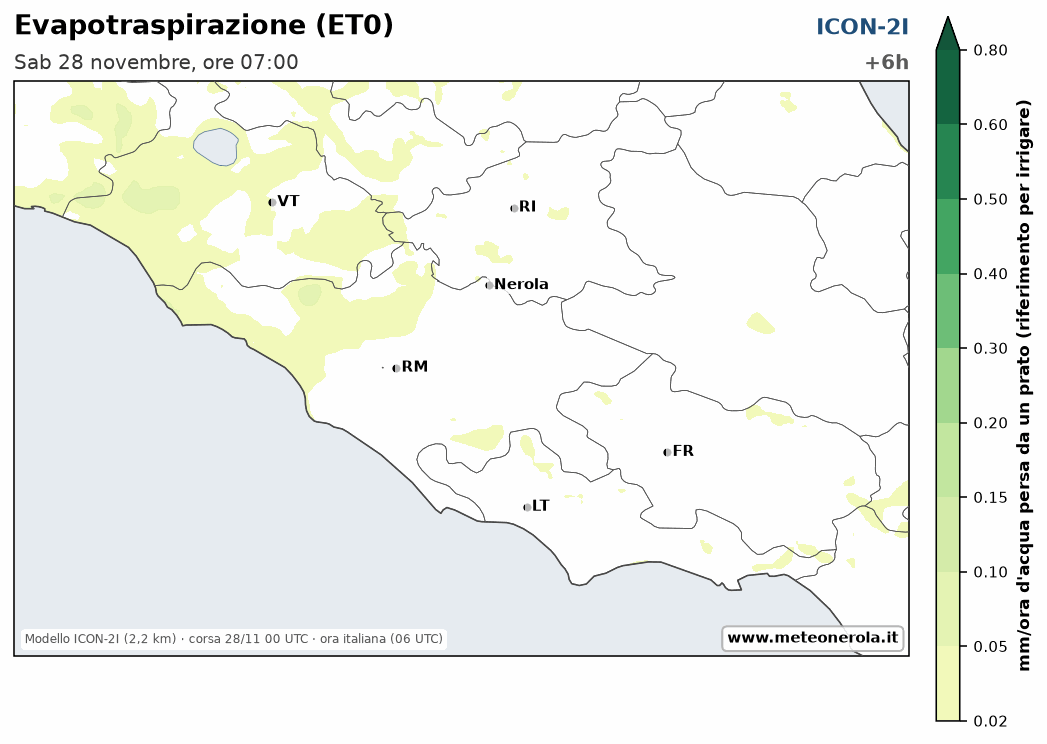 Evapotraspirazione (ET0)
ICON-2I
Sab 28 novembre, ore 07:00
+6h
VT
RI
Nerola
RM
FR
LT
Modello ICON-2I (2,2 km) · corsa 28/11 00 UTC · ora italiana (06 UTC)
www.meteonerola.it
0.80
0.60
0.50
0.40
0.30
0.20
0.15
0.10
0.05
0.02
mm/ora d'acqua persa da un prato (riferimento per irrigare)